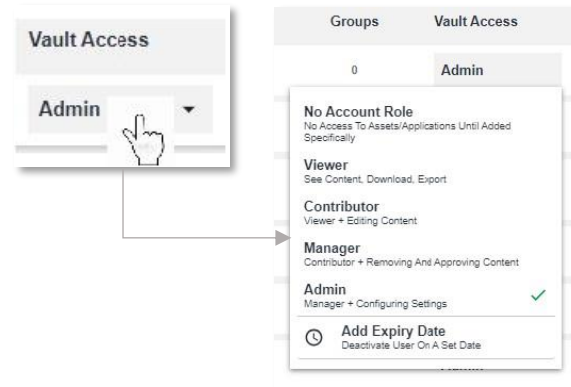 Vault Access
Admin
Groups Vault Access
0 Admin
No Account Role
No Access To Assets/Applications Until Added
Specifically
Viewer
See Content, Download, Export
Contributor
Viewer + Editing Content
Manager
Contributor + Removing And Approving Content
Admin
Manager + Configuring Settings
Add Expiry Date
Deactivate User On A Set Date